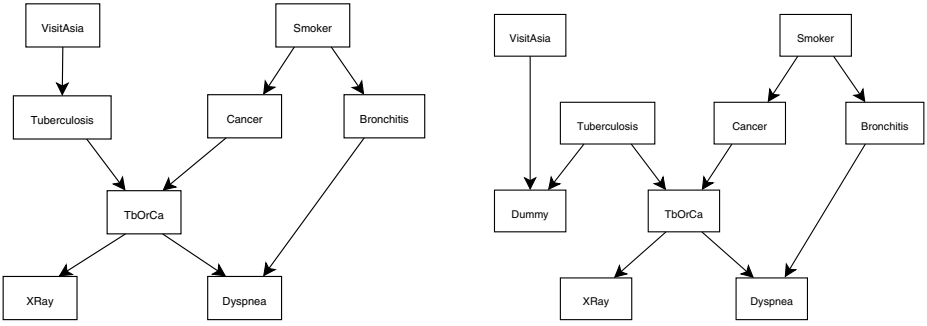 VisitAsia
Smoker
Tuberculosis
Cancer
Bronchitis
TbOrCa
XRay
Dyspnea
VisitAsia
Smoker
Tuberculosis
Cancer
Bronchitis
Dummy
TbOrCa
XRay
Dyspnea